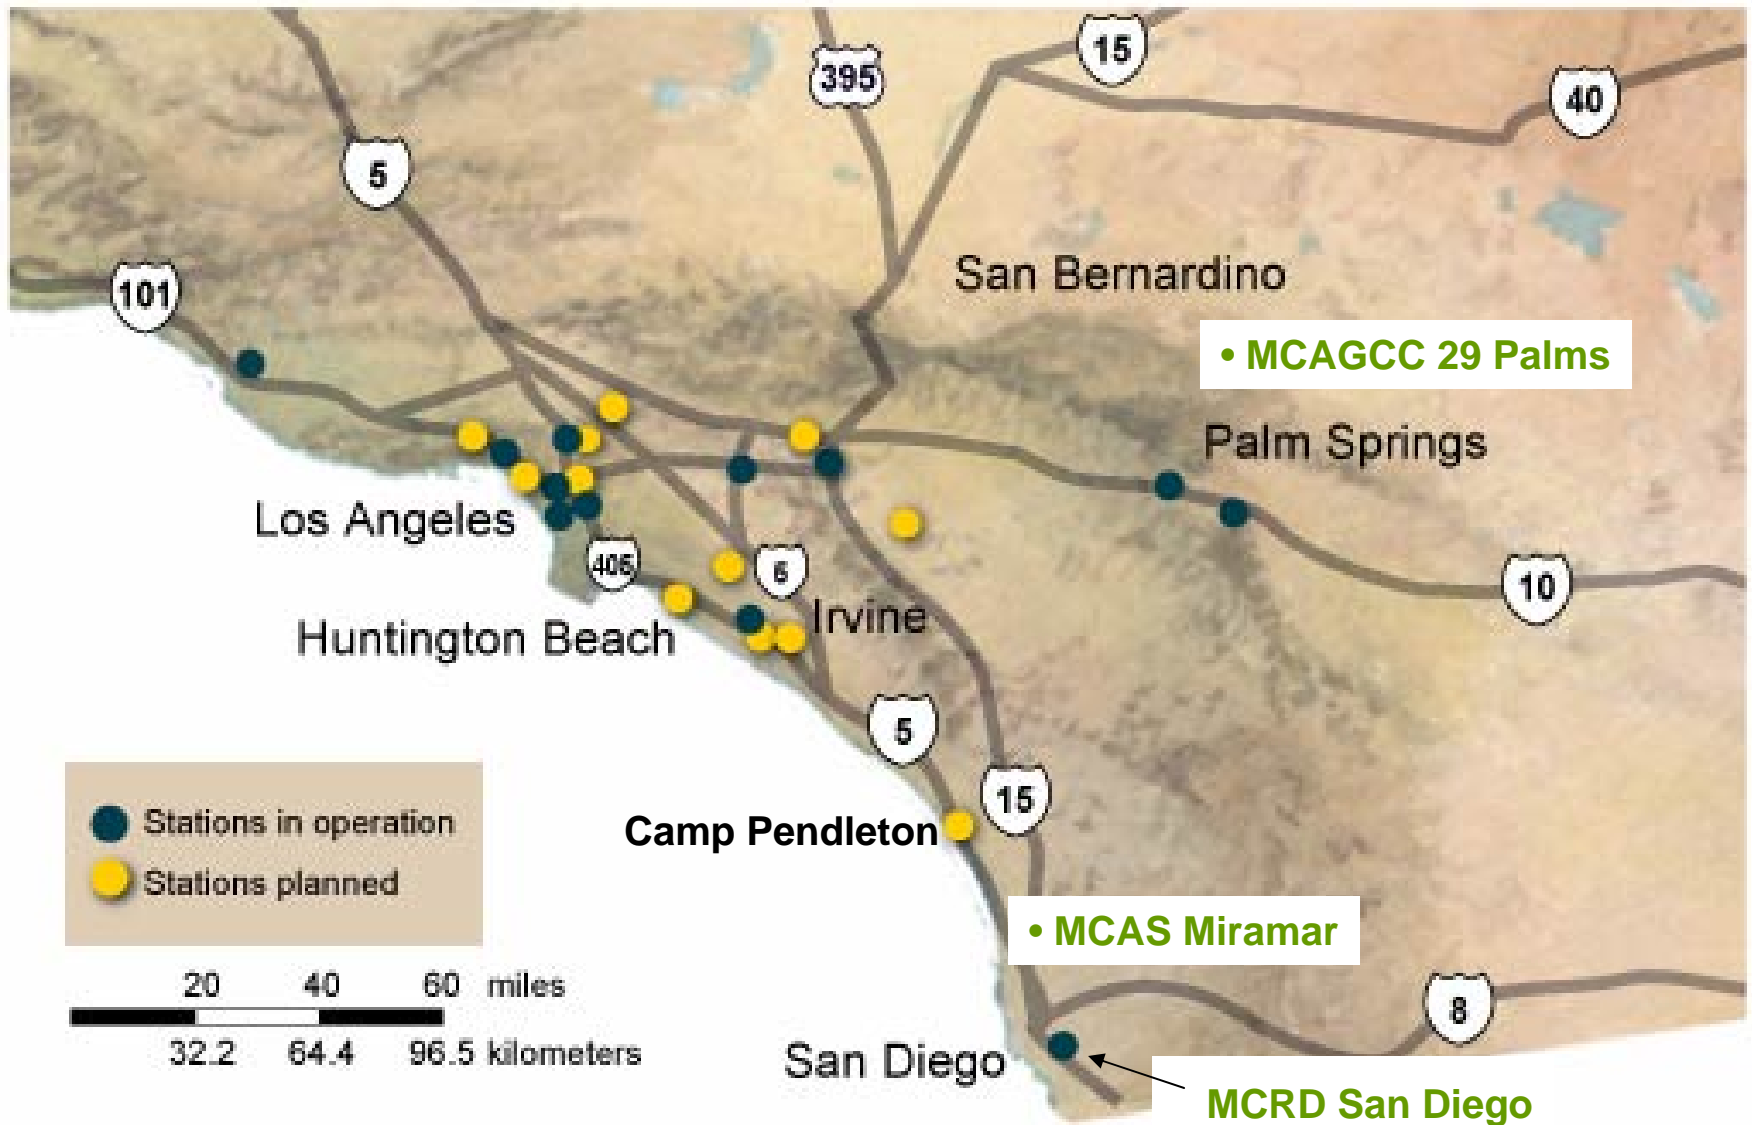 15
395
40
5
San Bernardino
101
• MCAGCC 29 Palms
Palm Springs
Los Angeles
405
5
10
Irvine
Huntington Beach
5
15
Stations in operation
Camp Pendleton
Stations planned
• MCAS Miramar
20 40 60 miles
8
32.2 64.4 96.5 kilometers
San Diego
MCRD San Diego